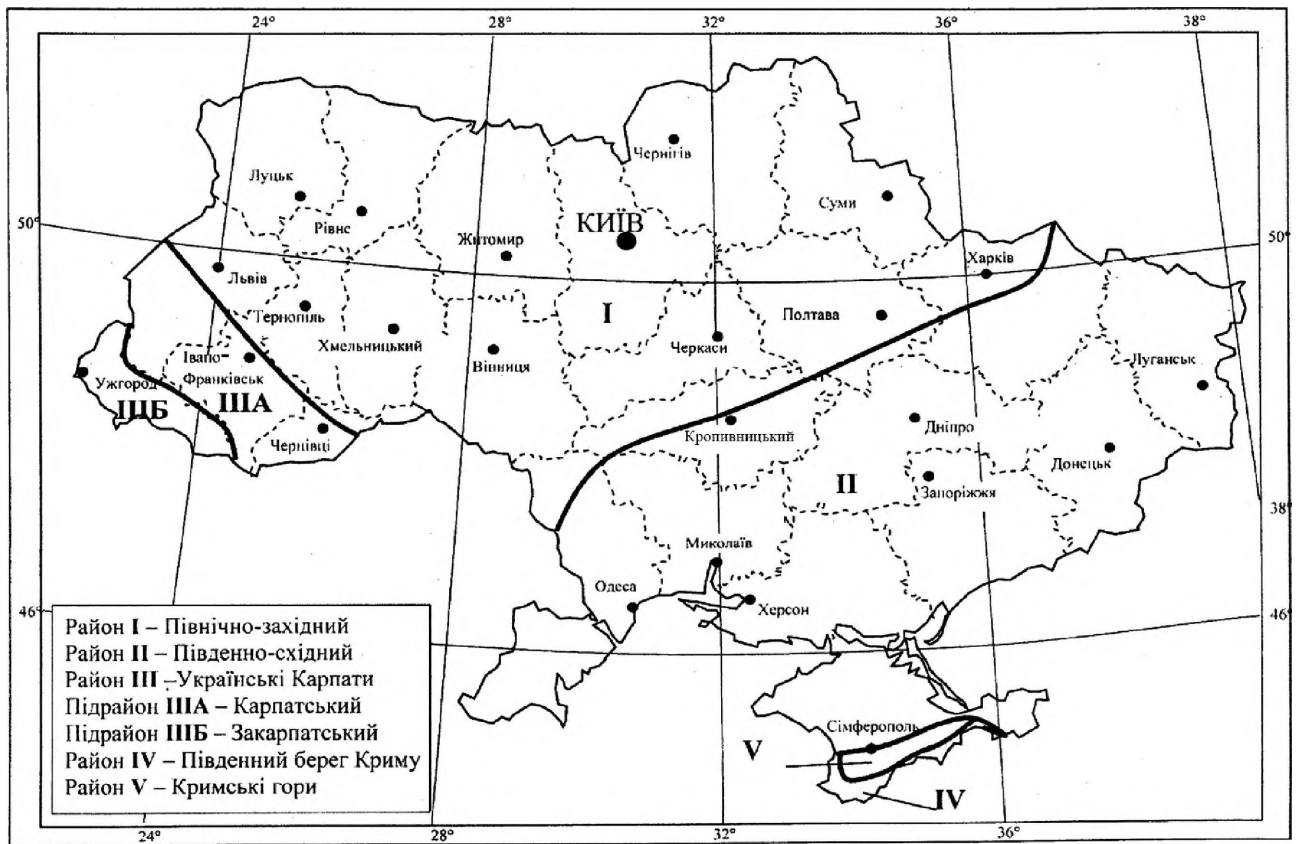 24° 28° 32° 36° 38°
Чернігів
Луцьк
Суми
Рівне
50°
КИЇВ
Житомир
50°
Львів
Харків
Тернопіль
I
Полтава
Хмельницький
Черкаси
Вінниця
Івано-
Франківськ
Луганськ
Ужгород
IIIБ
IIIА
Чернівці
Кропивницький
Дніпро
Донецьк
II
Запоріжжя
38°
Миколаїв
Одеса
Херсон
46°
46°
Район I – Північно-західний
Район II – Південно-східний
Район III –Українські Карпати
Підрайон IIIА – Карпатський
Підрайон IIIБ – Закарпатський
Район IV – Південний берег Криму
Район V – Кримські гори
Сімферополь
V
IV
24° 28° 32° 36°